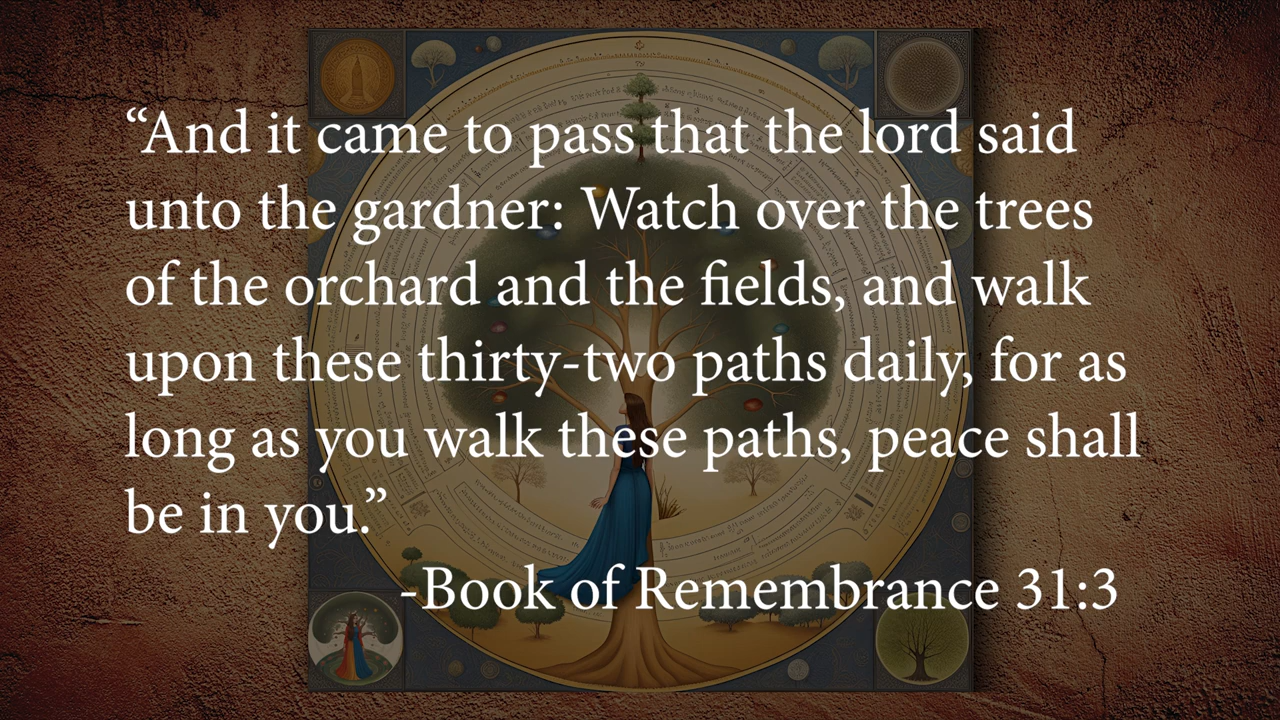 “And it came to pass that the lord said
unto the gardner: Watch over the trees
of the orchard and the fields, and walk
upon these thirty-two paths daily, for as
long as you walk these paths, peace shall
be in you.”
-Book of Remembrance 31:3